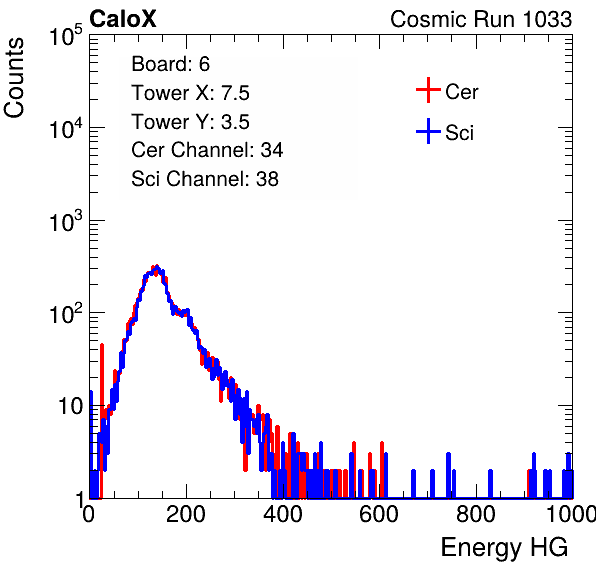 CaloX Cosmic Run 1033
Counts
10^5
10^4
10^3
10^2
10
1
Board: 6
Tower X: 7.5
Tower Y: 3.5
Cer Channel: 34
Sci Channel: 38
Cer
Sci
0 200 400 600 800 1000
Energy HG